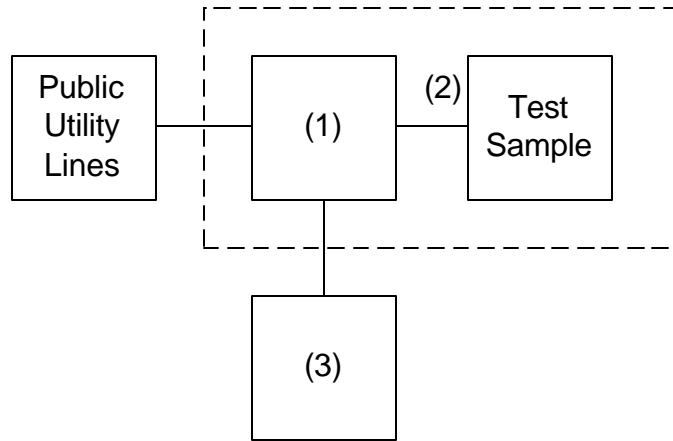 Public
Utility
Lines
(1)
(2)
Test
Sample
(3)